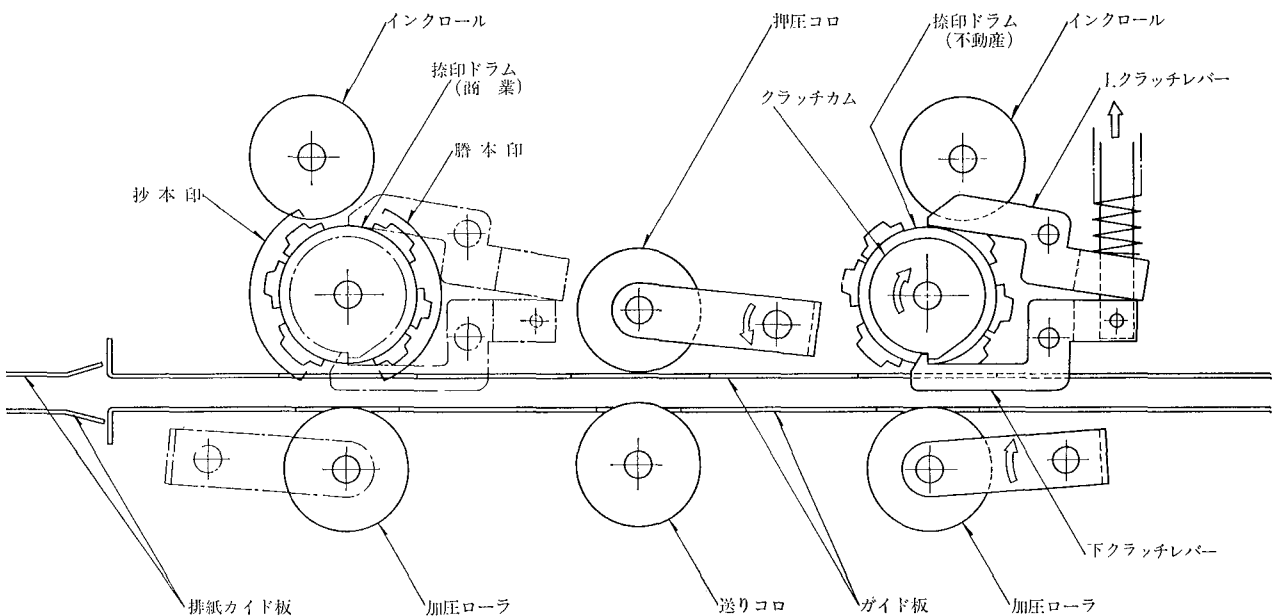 インクロール
押圧コロ
捺印ドラム
(不動産)
インクロール
捺印ドラム
(商 業)
クラッチカム
上クラッチレバー
謄本印
抄本印
下クラッチレバー
排紙カイド板
加圧ローラ
送りコロ
ガイド板
加圧ローラ